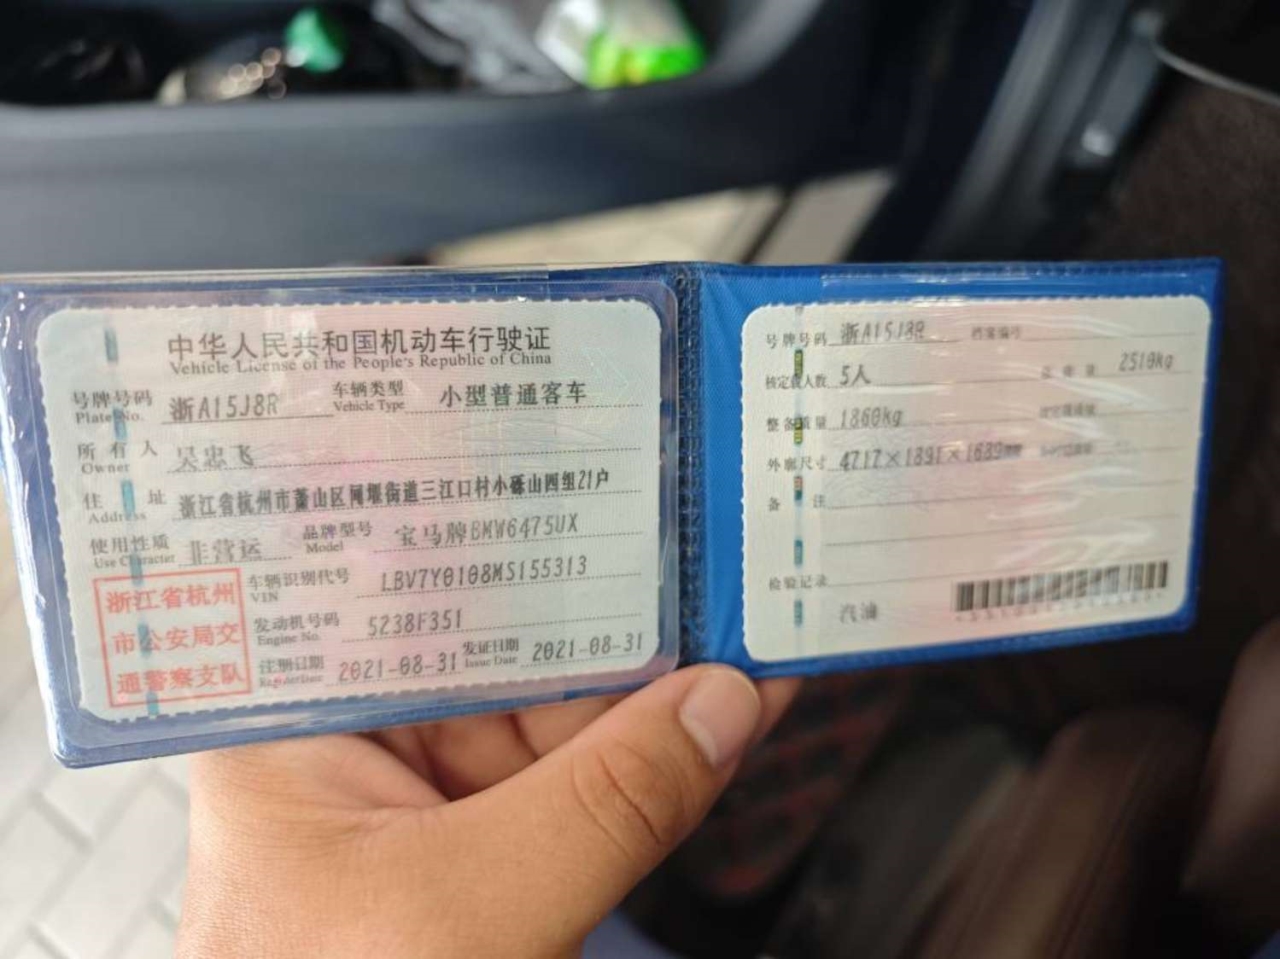 中华人民共和国机动车行驶证
Vehicle License of the People's Republic of China
号牌号码 浙A15J8R 车辆类型 小型普通客车
Plate No. Vehicle Type
所有人 吴忠飞
Owner
住址 浙江省杭州市萧山区闻堰街道三江口村小砾山四组21户
Address
使用性质 非营运 品牌型号 宝马牌BMW6475UX
Use Character Model
浙江省杭州
市公安局交
通警察支队
车辆识别代号 LBV7Y0108MS155313
VIN
发动机号码 5238F351
Engine No.
注册日期 2021-08-31 发证日期 2021-08-31
Register Date Issue Date
号牌号码 浙A15J8R 档案编号
核定载人数 5人 总质量 2510kg
整备质量 1860kg
外廓尺寸 4717×1891×1689mm
备注
检验记录
汽油